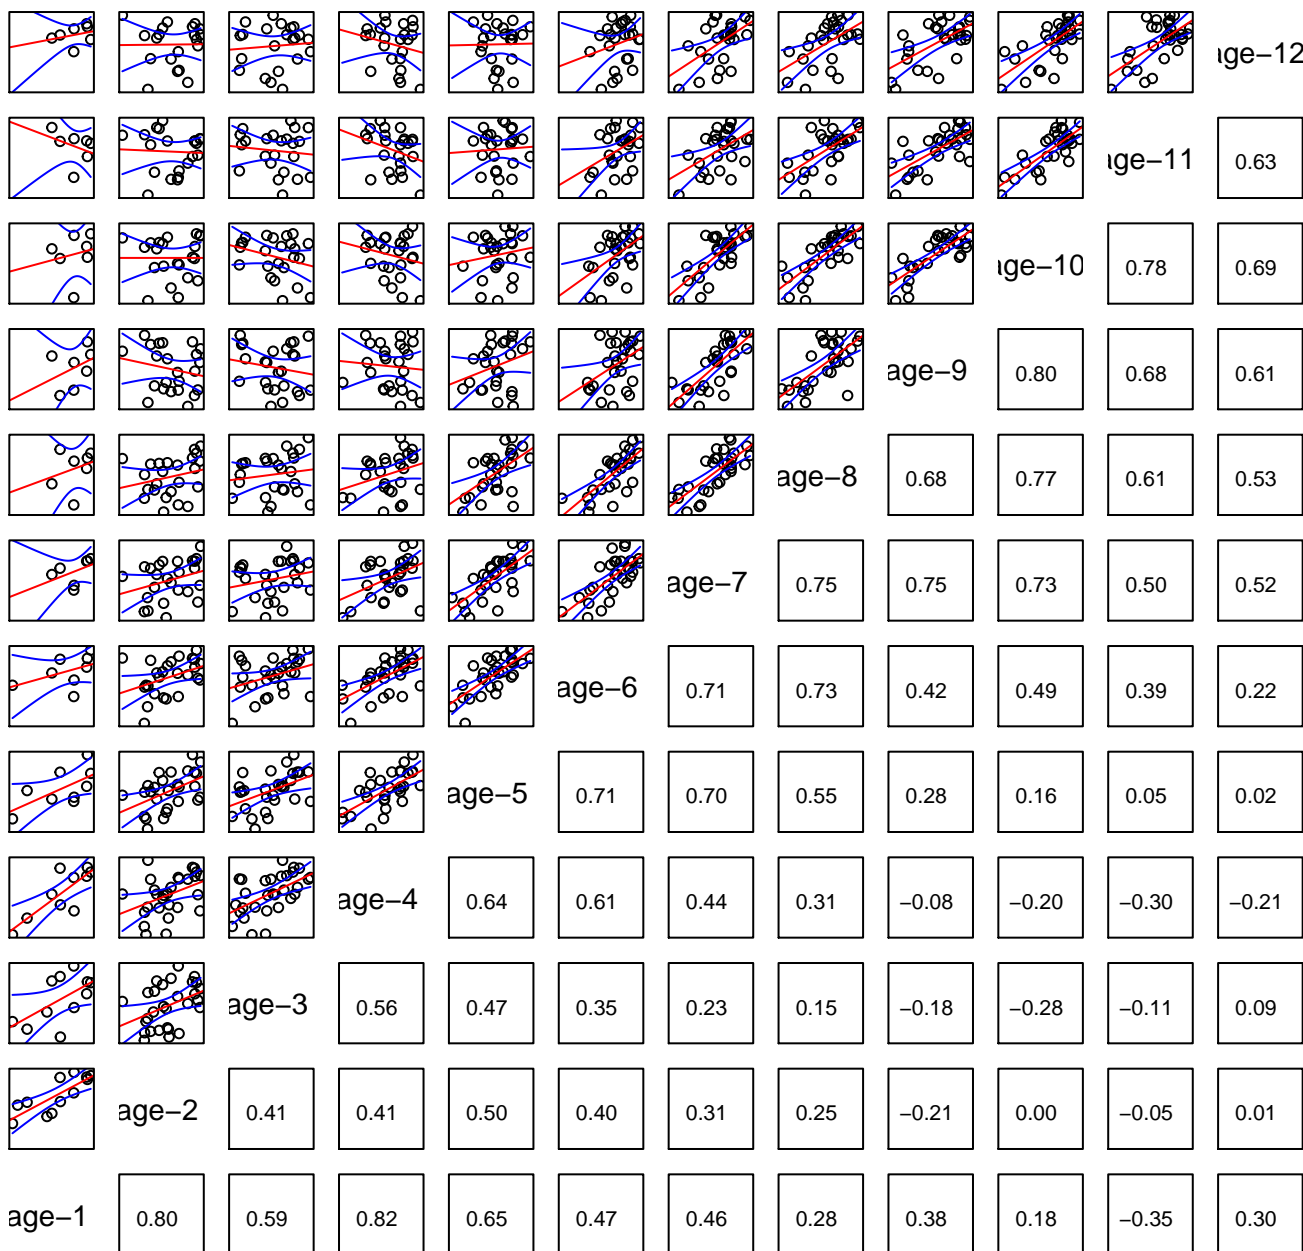 age−12
age−11 0.63
age−10 0.78 0.69
age−9 0.80 0.68 0.61
age−8 0.68 0.77 0.61 0.53
age−7 0.75 0.75 0.73 0.50 0.52
age−6 0.71 0.73 0.42 0.49 0.39 0.22
age−5 0.71 0.70 0.55 0.28 0.16 0.05 0.02
age−4 0.64 0.61 0.44 0.31 −0.08 −0.20 −0.30 −0.21
age−3 0.56 0.47 0.35 0.23 0.15 −0.18 −0.28 −0.11 0.09
age−2 0.41 0.41 0.50 0.40 0.31 0.25 −0.21 0.00 −0.05 0.01
age−1 0.80 0.59 0.82 0.65 0.47 0.46 0.28 0.38 0.18 −0.35 0.30